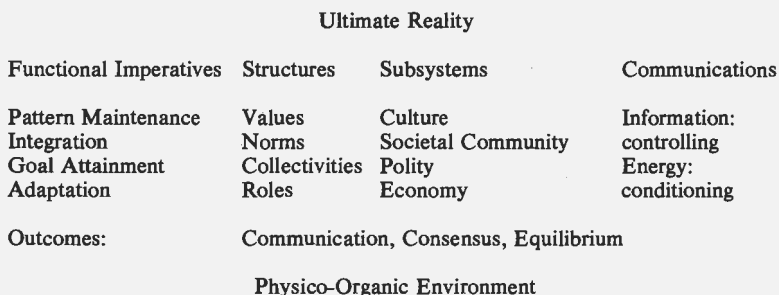 Ultimate Reality
Functional Imperatives Structures Subsystems Communications
Pattern Maintenance Values Culture Information:
Integration Norms Societal Community controlling
Goal Attainment Collectivities Polity Energy:
Adaptation Roles Economy conditioning
Outcomes: Communication, Consensus, Equilibrium
Physico-Organic Environment